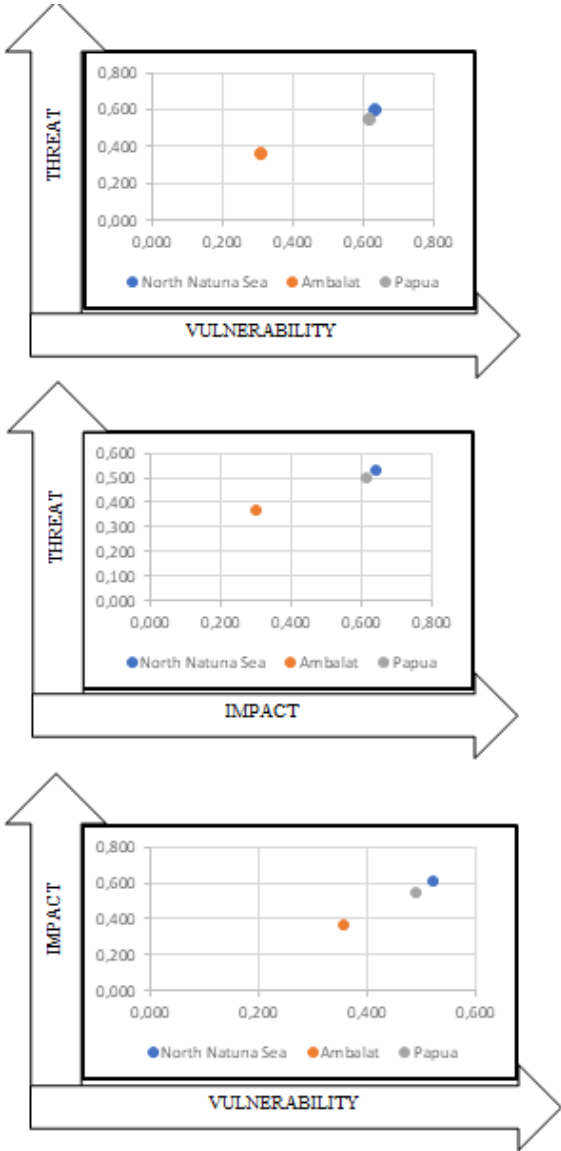 THREAT
0,800
0,600
0,400
0,200
0,000
0,000 0,200 0,400 0,600 0,800
North Natuna Sea Ambalat Papua
VULNERABILITY
THREAT
0,600
0,500
0,400
0,300
0,200
0,100
0,000
0,000 0,200 0,400 0,600 0,800
North Natuna Sea Ambalat Papua
IMPACT
IMPACT
0,800
0,600
0,400
0,200
0,000
0,000 0,200 0,400 0,600
North Natuna Sea Ambalat Papua
VULNERABILITY